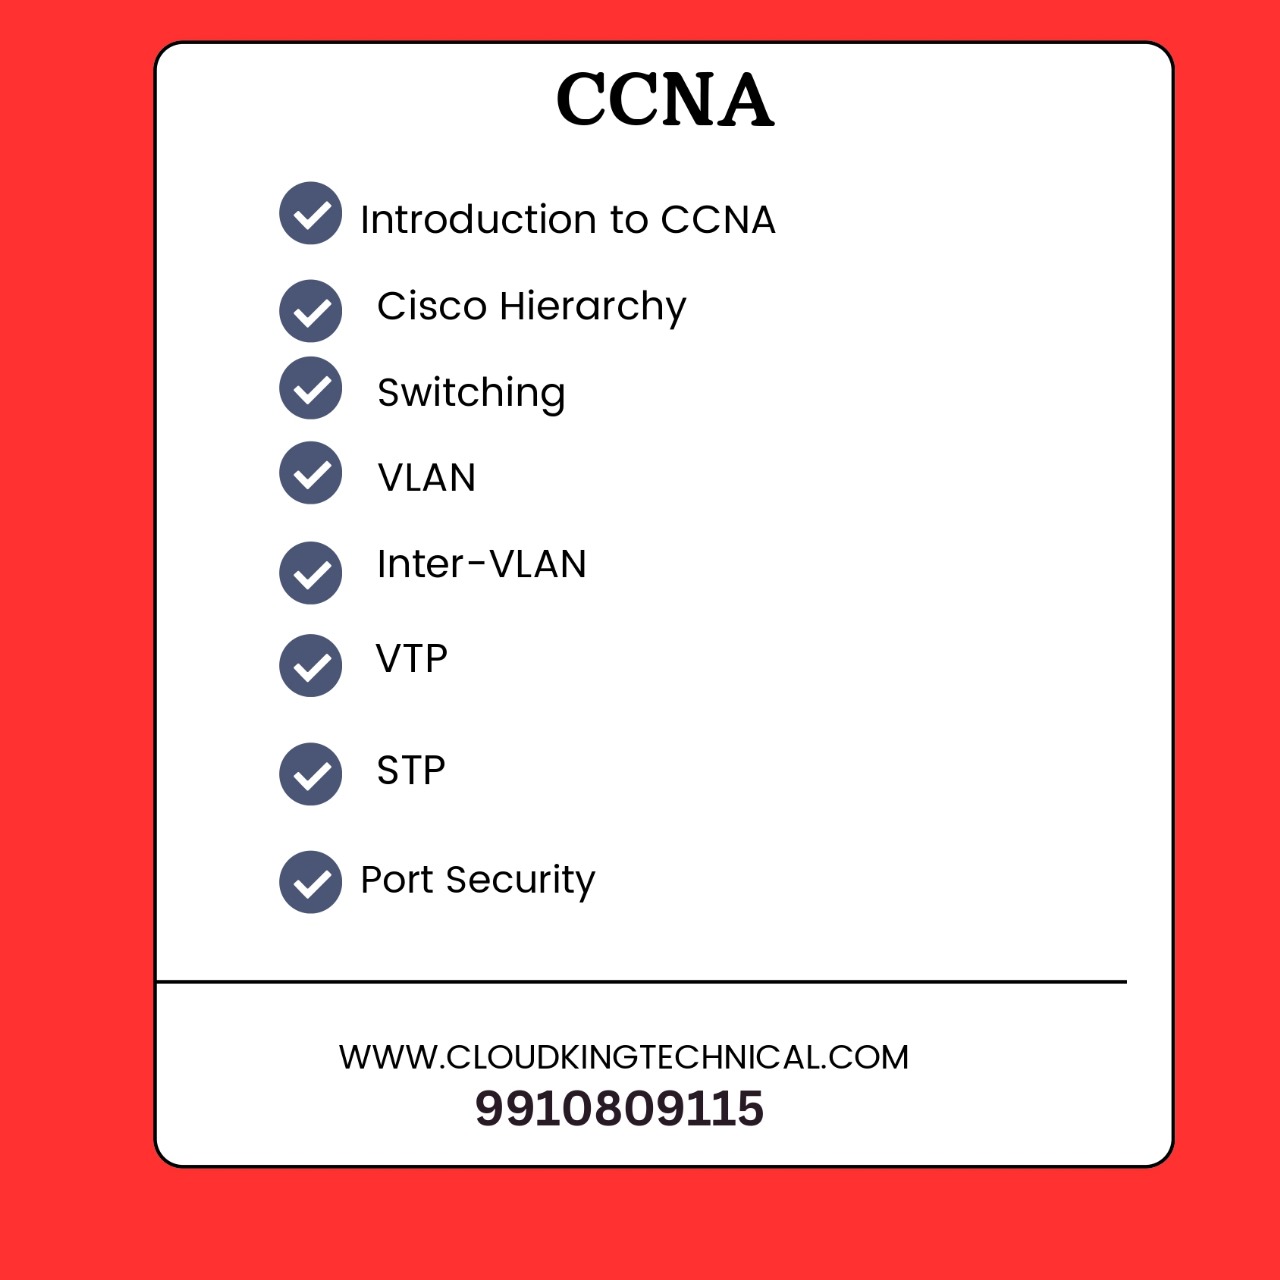 CCNA
Introduction to CCNA
Cisco Hierarchy
Switching
VLAN
Inter-VLAN
VTP
STP
Port Security
WWW.CLOUDKINGTECHNICAL.COM
9910809115